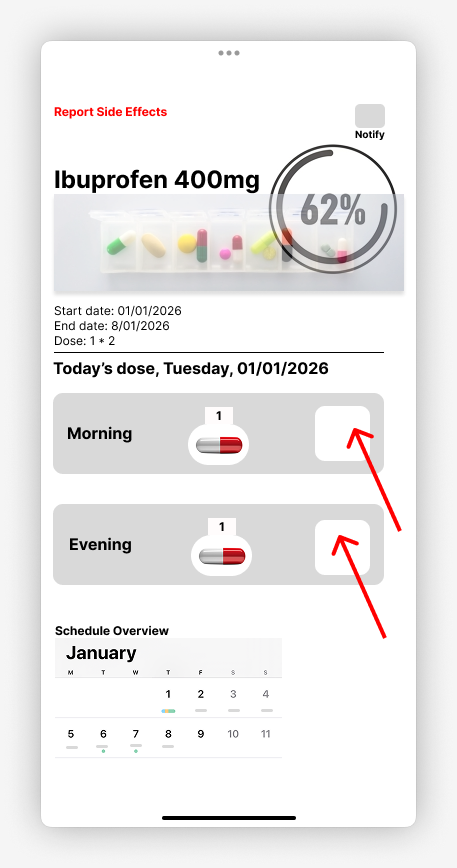 Report Side Effects
Notify
Ibuprofen 400mg
62%
Start date: 01/01/2026
End date: 8/01/2026
Dose: 1 * 2
Today’s dose, Tuesday, 01/01/2026
1
Morning
1
Evening
Schedule Overview
January
M T W T F S S
1 2 3 4
5 6 7 8 9 10 11